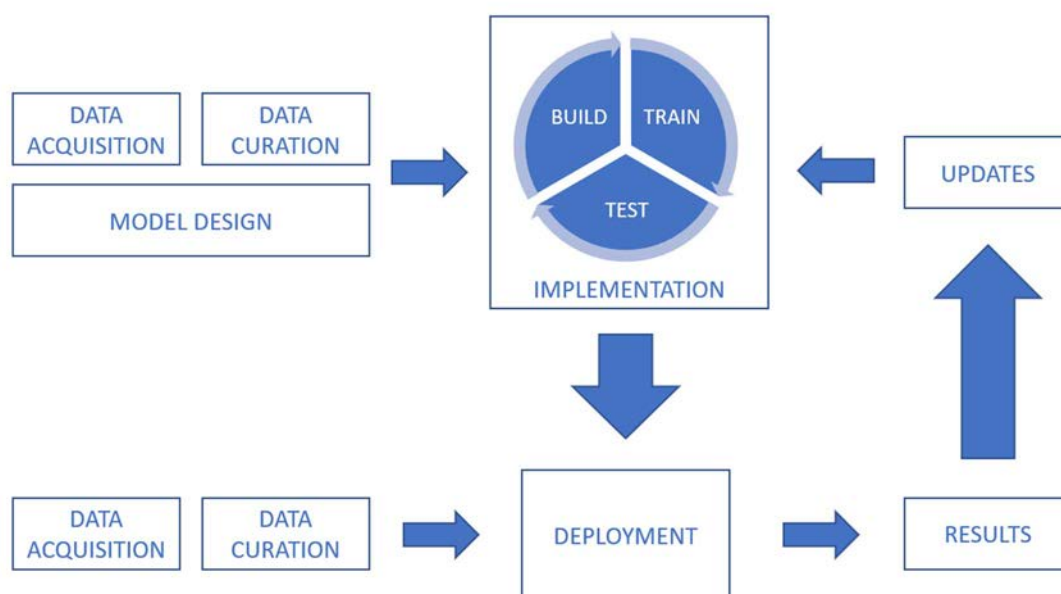 DATA
ACQUISITION
DATA
CURATION
MODEL DESIGN
BUILD
TRAIN
TEST
IMPLEMENTATION
UPDATES
DATA
ACQUISITION
DATA
CURATION
DEPLOYMENT
RESULTS